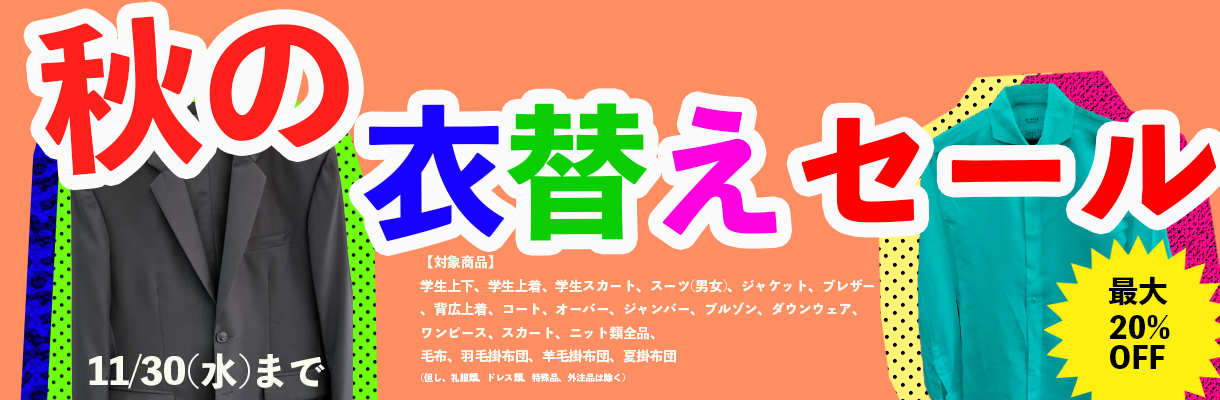 秋の
衣替えセール
【対象商品】
学生上下、学生上着、学生スカート、スーツ(男女)、ジャケット、ブレザー
、背広上着、コート、オーバー、ジャンバー、ブルゾン、ダウンウェア、
ワンピース、スカート、ニット類全品、
毛布、羽毛掛布団、羊毛掛布団、夏掛布団
(但し、礼服類、ドレス類、特殊品、外注品は除く)
11/30(水)まで
最大
20%
OFF